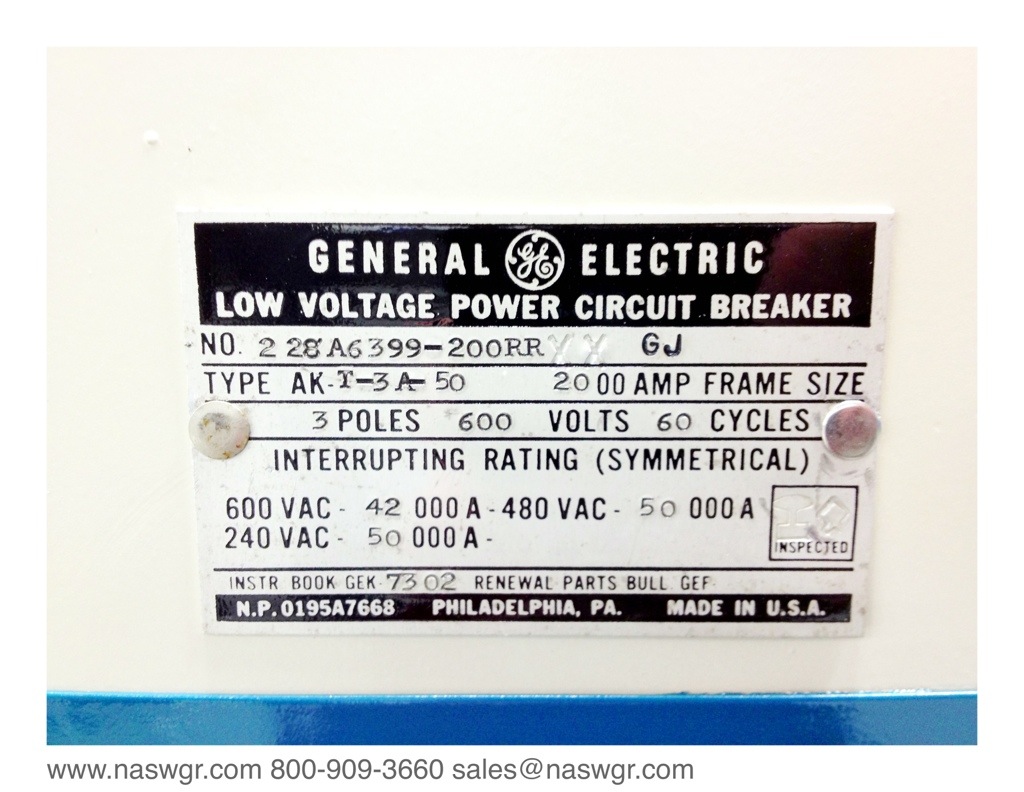 GENERAL GE ELECTRIC
LOW VOLTAGE POWER CIRCUIT BREAKER
NO. 228A6399-200RR GJ
TYPE AK-T-3A-50 2000 AMP FRAME SIZE
3 POLES 600 VOLTS 60 CYCLES
INTERRUPTING RATING (SYMMETRICAL)
600 VAC - 42 000 A - 480 VAC - 50 000 A
240 VAC - 50 000 A -
INSPECTED
INSTR BOOK GEK-7302 RENEWAL PARTS BULL GEF
N.P. 0195A7668 PHILADELPHIA, PA. MADE IN U.S.A.
www.naswgr.com 800-909-3660 sales@naswgr.com